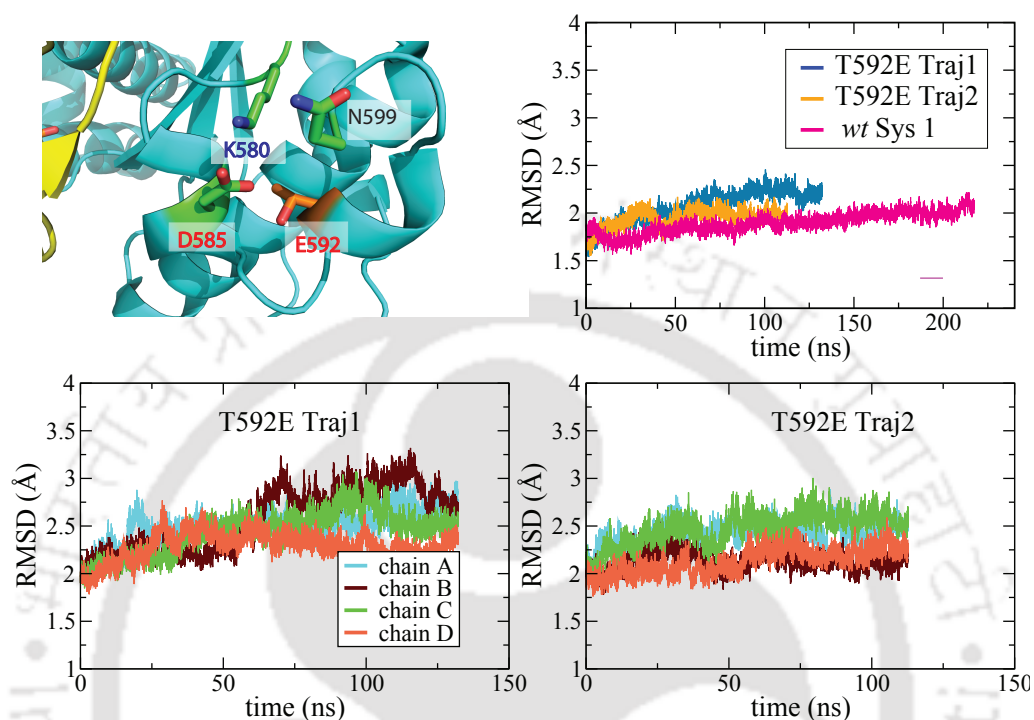 N599
K580
D585
E592
4
3.5
3
2.5
2
1.5
1
RMSD (Å)
T592E Traj1
T592E Traj2
wt Sys 1
0
50
100
150
200
time (ns)
4
3.5
3
2.5
2
1.5
1
RMSD (Å)
T592E Traj1
chain A
chain B
chain C
chain D
0
50
100
150
time (ns)
4
3.5
3
2.5
2
1.5
1
RMSD (Å)
T592E Traj2
0
50
100
150
time (ns)